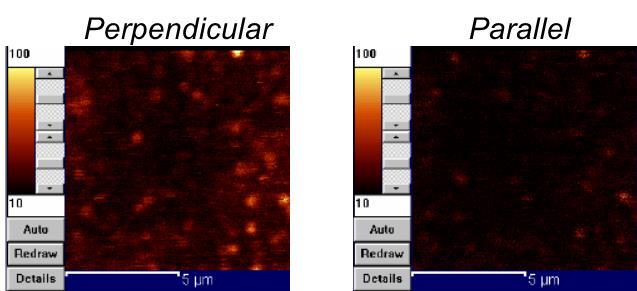 Perpendicular
Parallel
100
10
Auto
Redraw
Details
5 µm
100
10
Auto
Redraw
Details
5 µm